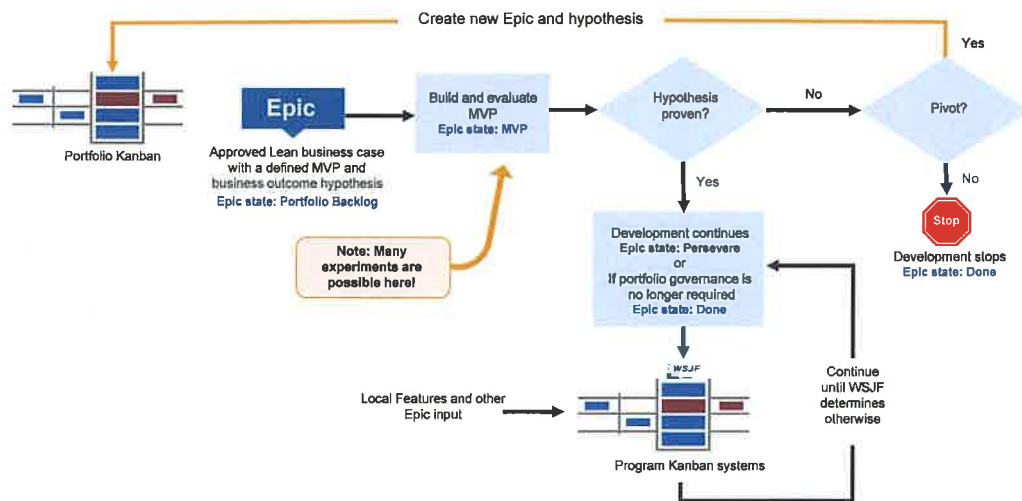 Create new Epic and hypothesis
Yes
Portfolio Kanban
Epic
Approved Lean business case
with a defined MVP and
business outcome hypothesis
Epic state: Portfolio Backlog
Build and evaluate
MVP
Epic state: MVP
Hypothesis
proven?
No
Pivot?
No
Stop
Development stops
Epic state: Done
Yes
Note: Many
experiments are
possible here!
Development continues
Epic state: Persevere
or
If portfolio governance is
no longer required
Epic state: Done
WSJF
Local Features and other
Epic input
Program Kanban systems
Continue
until WSJF
determines
otherwise